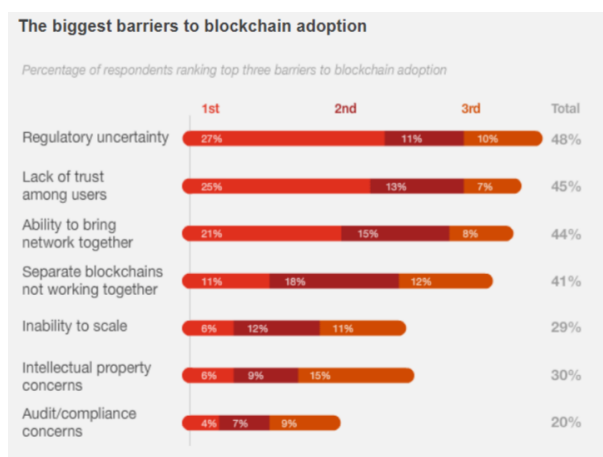 The biggest barriers to blockchain adoption
Percentage of respondents ranking top three barriers to blockchain adoption
1st 2nd 3rd Total
Regulatory uncertainty 27% 11% 10% 48%
Lack of trust
among users 25% 13% 7% 45%
Ability to bring
network together 21% 15% 8% 44%
Separate blockchains
not working together 11% 18% 12% 41%
Inability to scale 6% 12% 11% 29%
Intellectual property
concerns 6% 9% 15% 30%
Audit/compliance
concerns 4% 7% 9% 20%